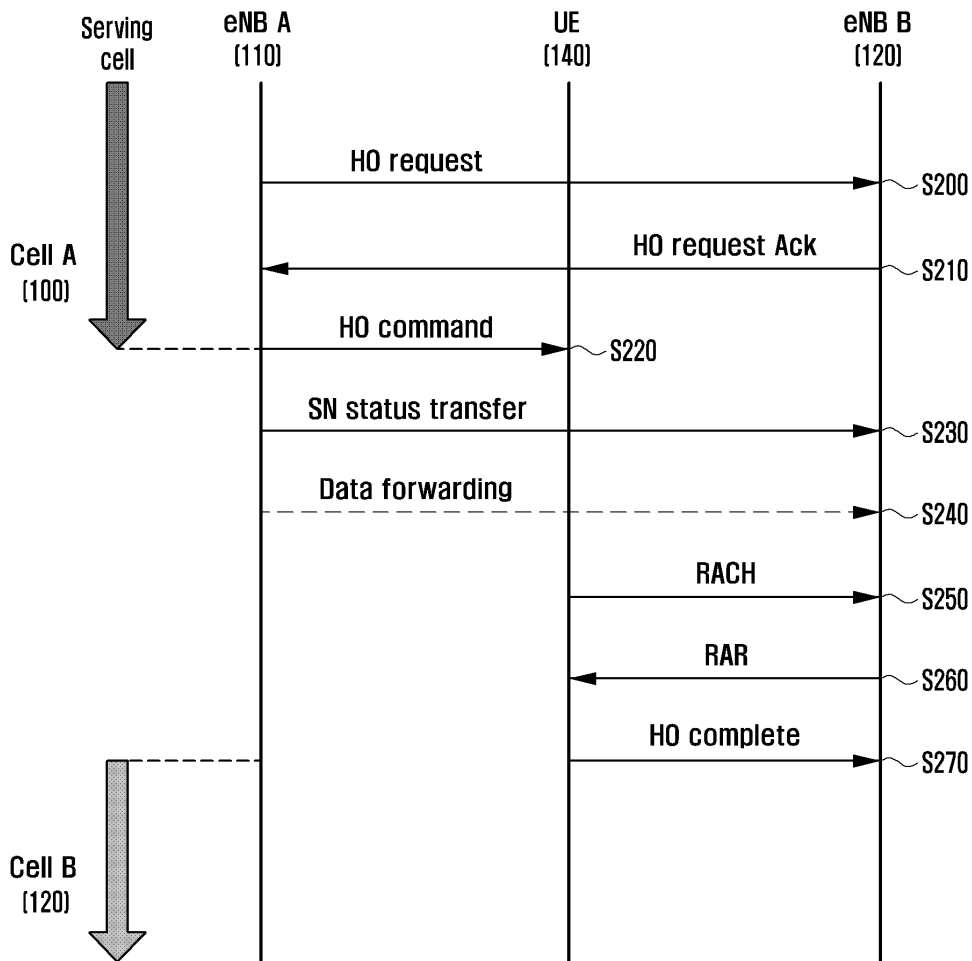 Serving
cell
eNB A
(110)
UE
(140)
eNB B
(120)
HO request
S200
HO request Ack
S210
Cell A
(100)
HO command
S220
SN status transfer
S230
Data forwarding
S240
RACH
S250
RAR
S260
HO complete
S270
Cell B
(120)